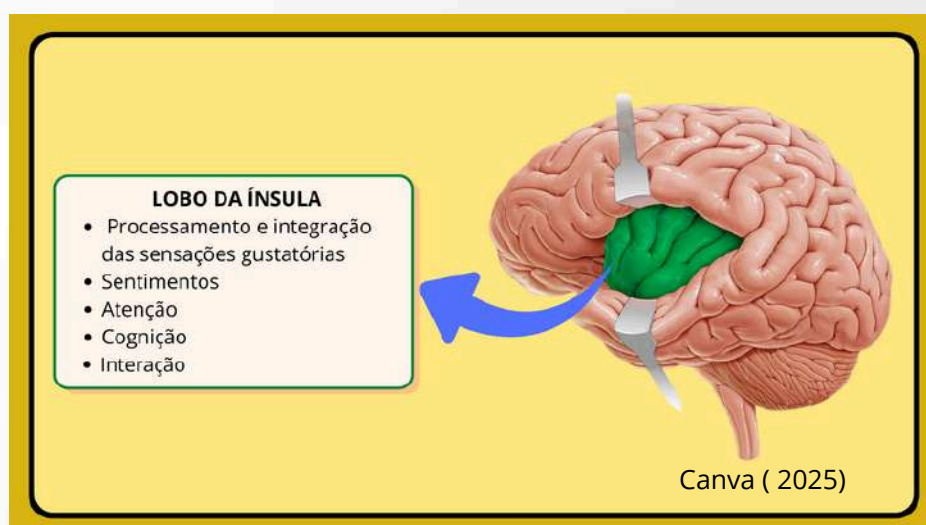 LOBO DA ÍNSULA
• Processamento e integração
das sensações gustatórias
• Sentimentos
• Atenção
• Cognição
• Interação
Canva ( 2025)